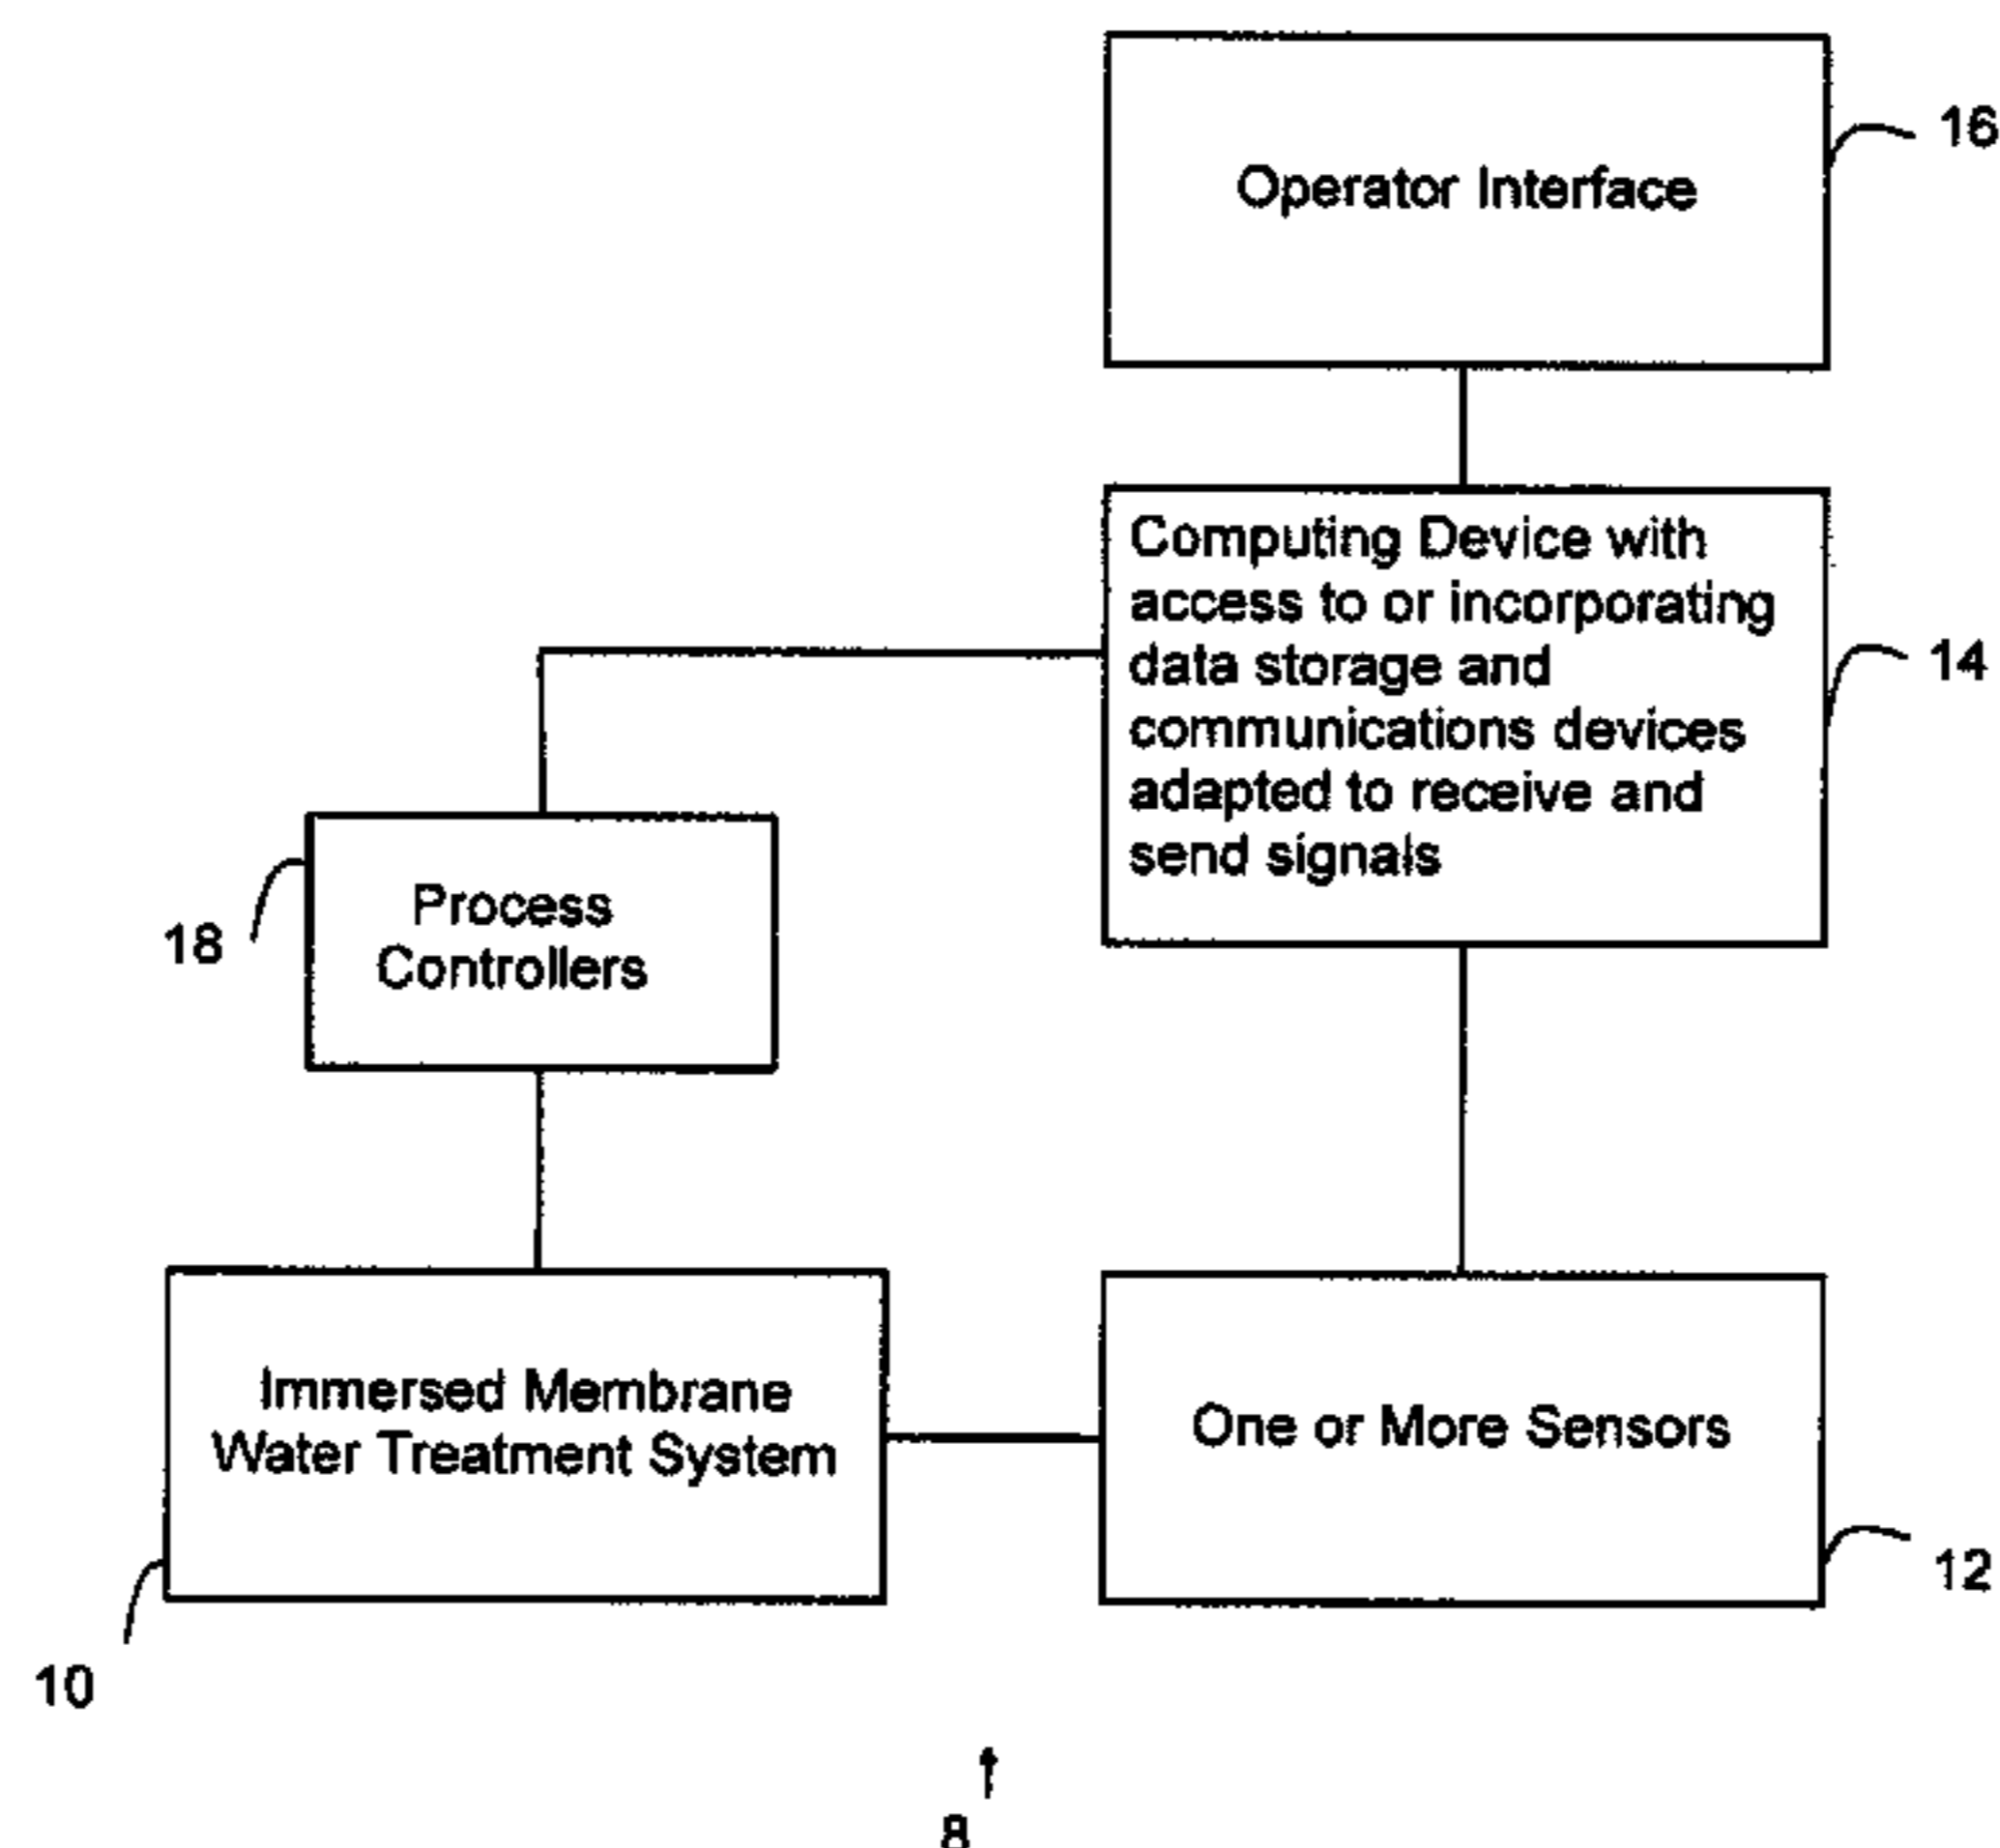 Operator Interface
16
Computing Device with
access to or incorporating
data storage and
communications devices
adapted to receive and
send signals
14
Process
Controllers
18
Immersed Membrane
Water Treatment System
10
One or More Sensors
12
8